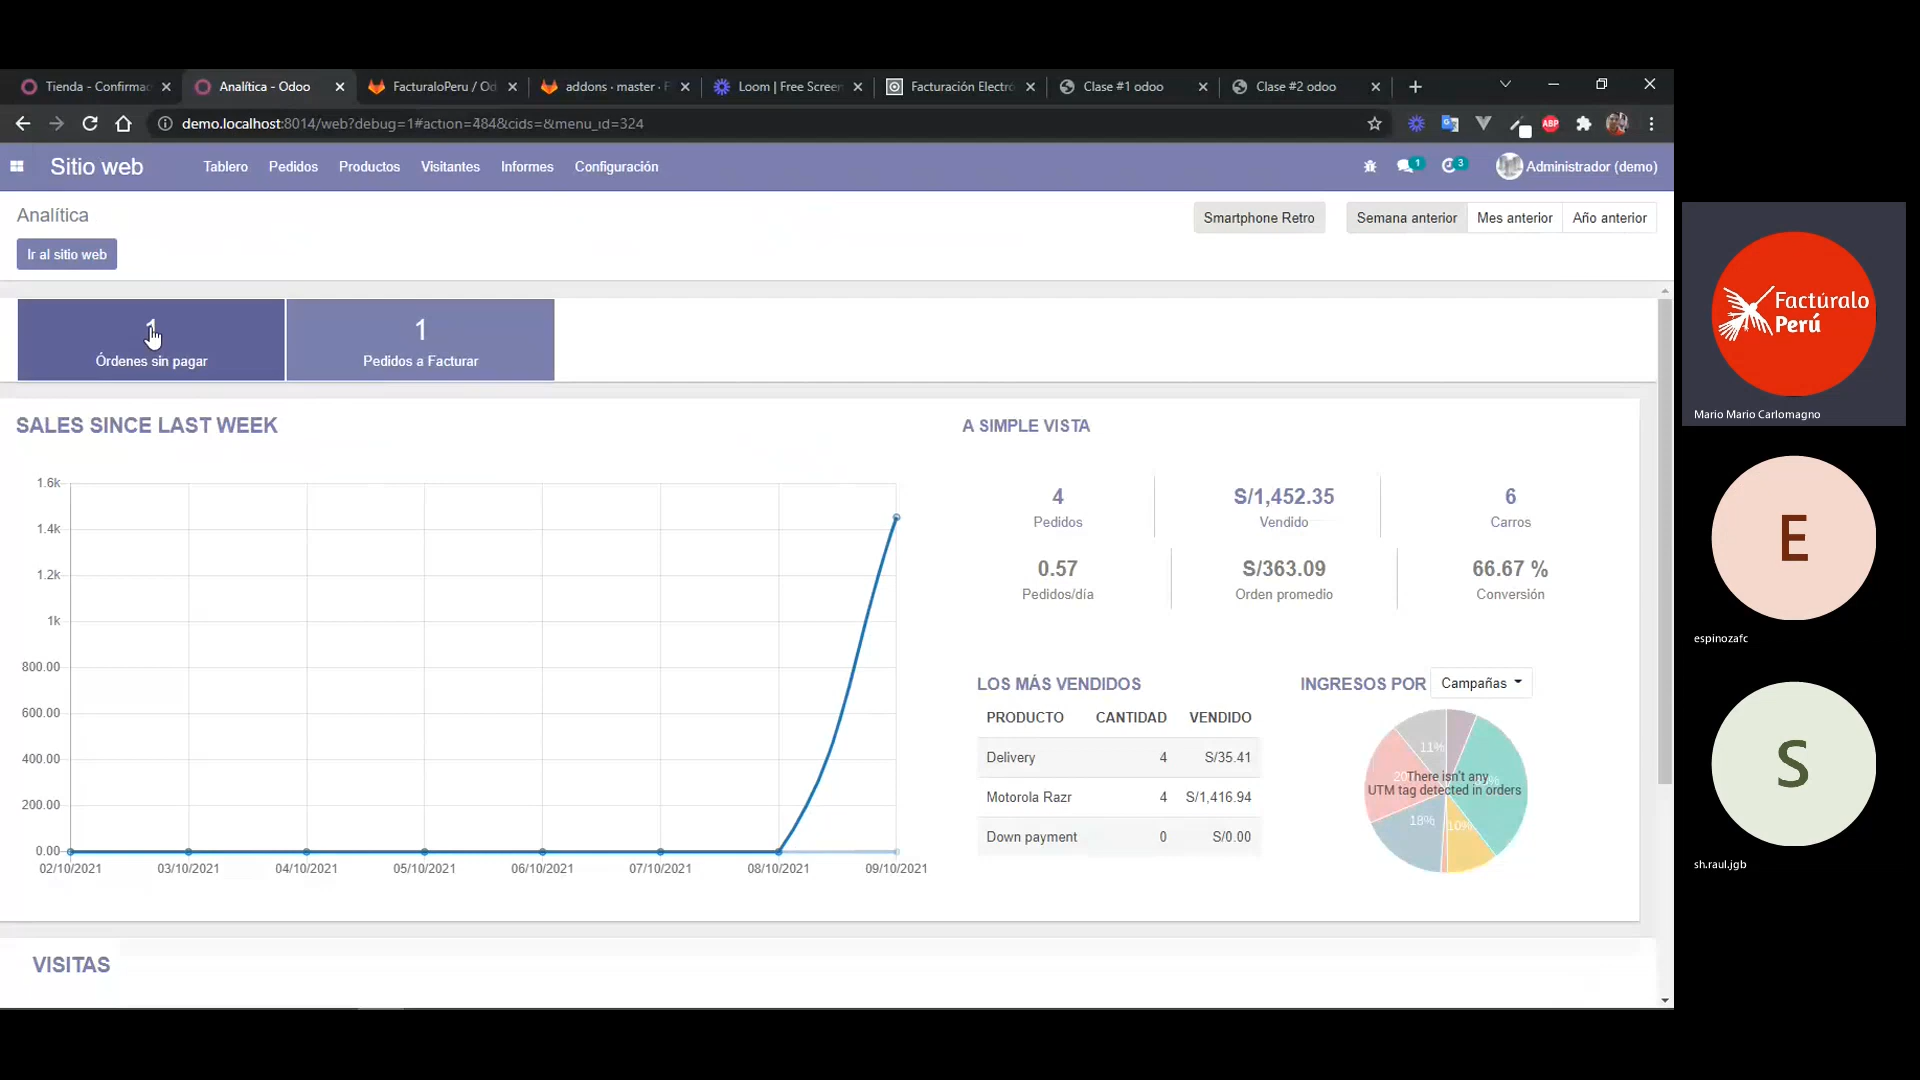 Tienda - Confirmac
Analítica - Odoo
FacturaloPeru / Od
addons · master · F
Loom | Free Screen
Facturación Electró
Clase #1 odoo
Clase #2 odoo
demo.localhost:8014/web?debug=1#action=484&cids=&menu_id=324
ABP
Sitio web
Tablero
Pedidos
Productos
Visitantes
Informes
Configuración
1
3
Administrador (demo)
Analítica
Smartphone Retro
Semana anterior
Mes anterior
Año anterior
Ir al sitio web
1
Órdenes sin pagar
1
Pedidos a Facturar
SALES SINCE LAST WEEK
1.6k
1.4k
1.2k
1k
800.00
600.00
400.00
200.00
0.00
02/10/2021
03/10/2021
04/10/2021
05/10/2021
06/10/2021
07/10/2021
08/10/2021
09/10/2021
A SIMPLE VISTA
4
Pedidos
S/1,452.35
Vendido
6
Carros
0.57
Pedidos/día
S/363.09
Orden promedio
66.67 %
Conversión
LOS MÁS VENDIDOS
PRODUCTO CANTIDAD VENDIDO
Delivery 4 S/35.41
Motorola Razr 4 S/1,416.94
Down payment 0 S/0.00
INGRESOS POR
Campañas
11%
There isn't any
UTM tag detected in orders
18%
10%
VISITAS
Factúralo
Perú
Mario Mario Carlomagno
E
espinozafc
S
sh.raul.jgb